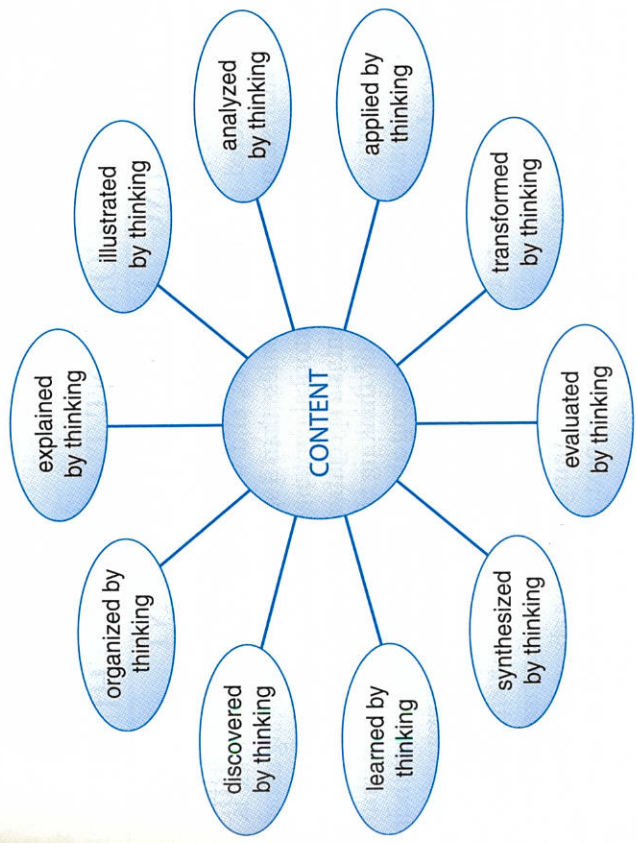 CONTENT
analyzed
by thinking
applied by
thinking
transformed
by thinking
evaluated
by thinking
synthesized
by thinking
learned by
thinking
discovered
by thinking
organized by
thinking
explained
by thinking
illustrated
by thinking